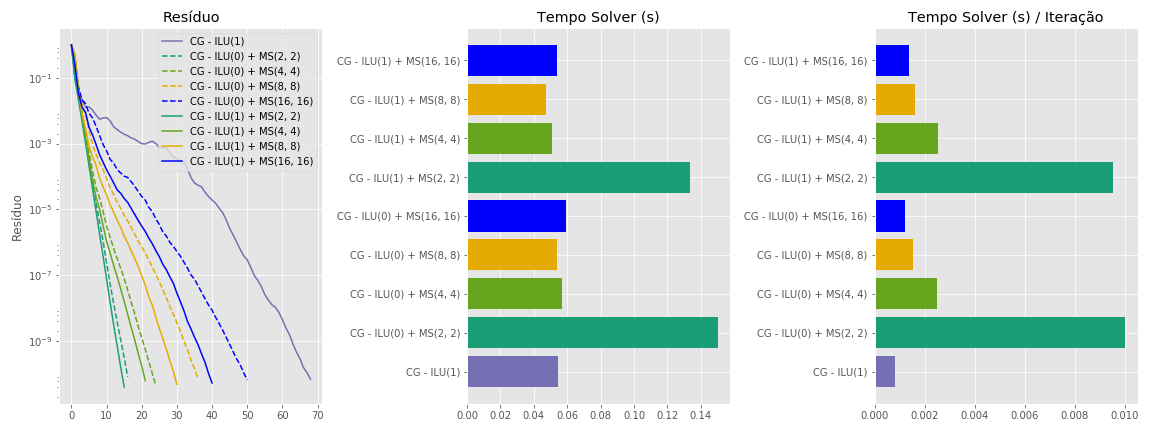 Resíduo
Resíduo
10⁻¹
10⁻³
10⁻⁵
10⁻⁷
10⁻⁹
0 10 20 30 40 50 60 70
CG - ILU(1)
CG - ILU(0) + MS(2, 2)
CG - ILU(0) + MS(4, 4)
CG - ILU(0) + MS(8, 8)
CG - ILU(0) + MS(16, 16)
CG - ILU(1) + MS(2, 2)
CG - ILU(1) + MS(4, 4)
CG - ILU(1) + MS(8, 8)
CG - ILU(1) + MS(16, 16)
Tempo Solver (s)
CG - ILU(1) + MS(16, 16)
CG - ILU(1) + MS(8, 8)
CG - ILU(1) + MS(4, 4)
CG - ILU(1) + MS(2, 2)
CG - ILU(0) + MS(16, 16)
CG - ILU(0) + MS(8, 8)
CG - ILU(0) + MS(4, 4)
CG - ILU(0) + MS(2, 2)
CG - ILU(1)
0.00 0.02 0.04 0.06 0.08 0.10 0.12 0.14
Tempo Solver (s) / Iteração
CG - ILU(1) + MS(16, 16)
CG - ILU(1) + MS(8, 8)
CG - ILU(1) + MS(4, 4)
CG - ILU(1) + MS(2, 2)
CG - ILU(0) + MS(16, 16)
CG - ILU(0) + MS(8, 8)
CG - ILU(0) + MS(4, 4)
CG - ILU(0) + MS(2, 2)
CG - ILU(1)
0.000 0.002 0.004 0.006 0.008 0.010